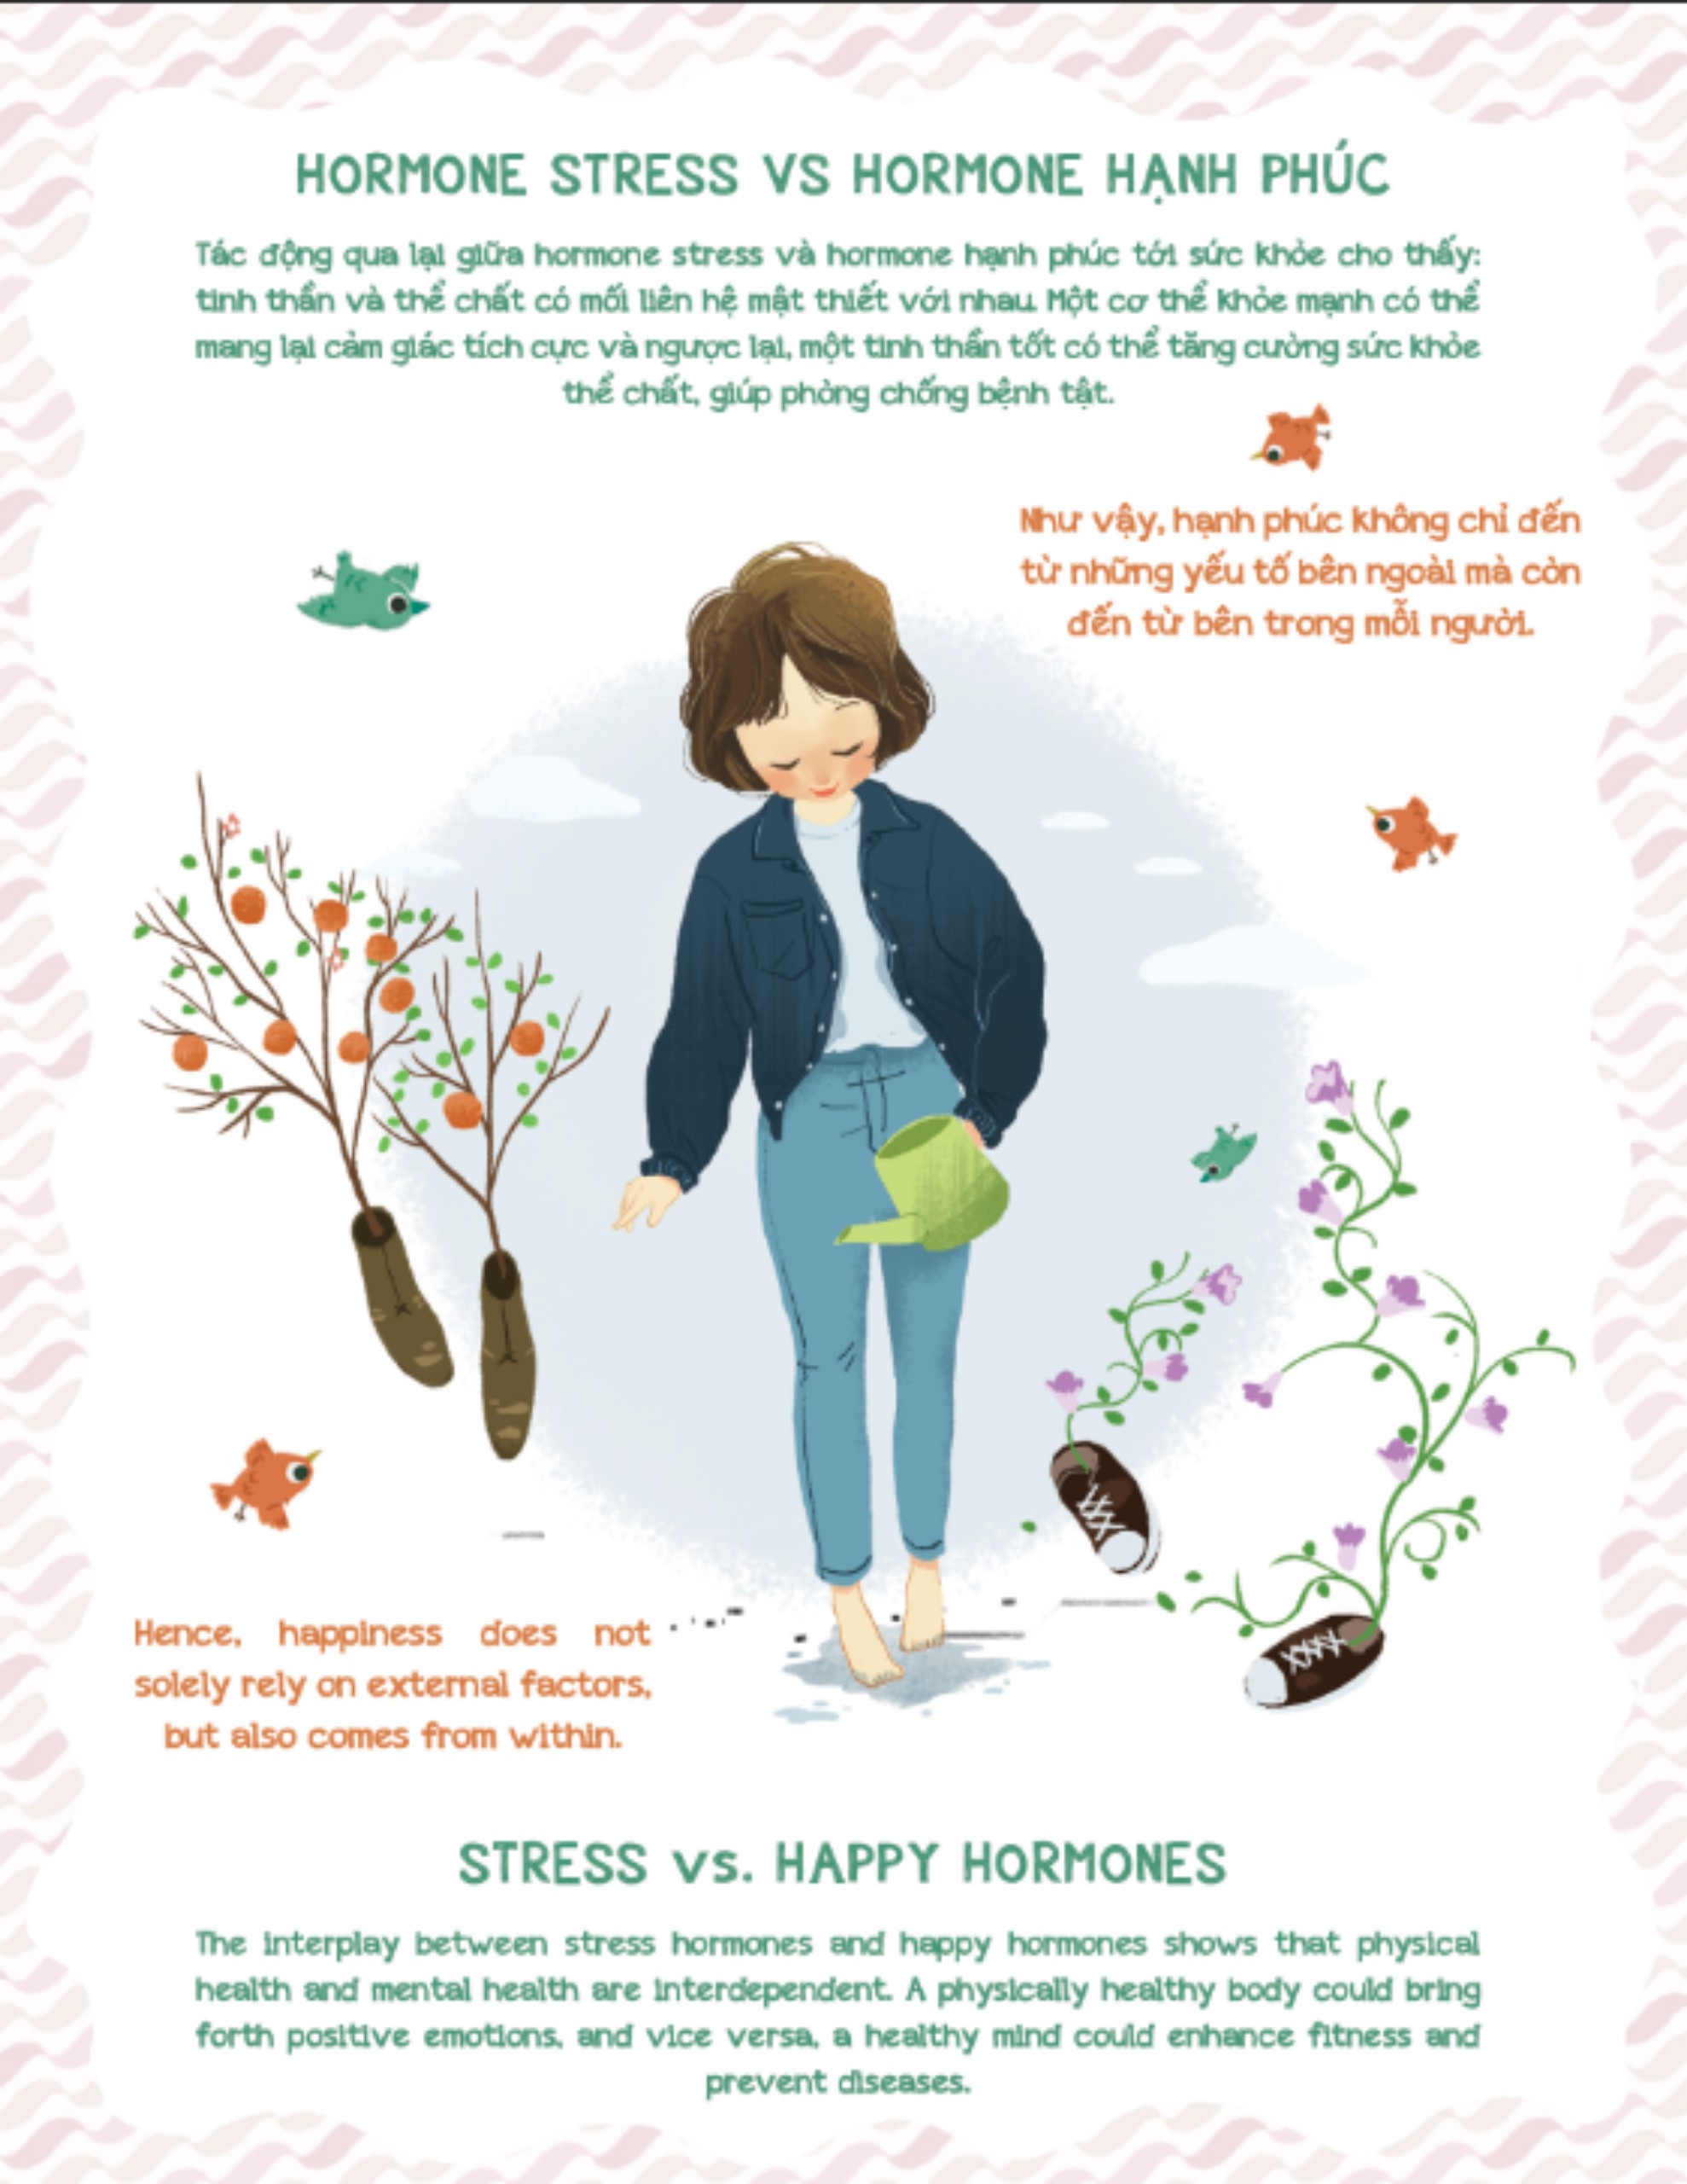 HORMONE STRESS VS HORMONE HẠNH PHÚC
Tác động qua lại giữa hormone stress và hormone hạnh phúc tới sức khỏe cho thấy:
tinh thần và thể chất có mối liên hệ mật thiết với nhau. Một cơ thể khỏe mạnh có thể
mang lại cảm giác tích cực và ngược lại, một tinh thần tốt có thể tăng cường sức khỏe
thể chất, giúp phòng chống bệnh tật.
Như vậy, hạnh phúc không chỉ đến
từ những yếu tố bên ngoài mà còn
đến từ bên trong mỗi người.
Hence, happiness does not
solely rely on external factors,
but also comes from within.
STRESS vs. HAPPY HORMONES
The interplay between stress hormones and happy hormones shows that physical
health and mental health are interdependent. A physically healthy body could bring
forth positive emotions, and vice versa, a healthy mind could enhance fitness and
prevent diseases.